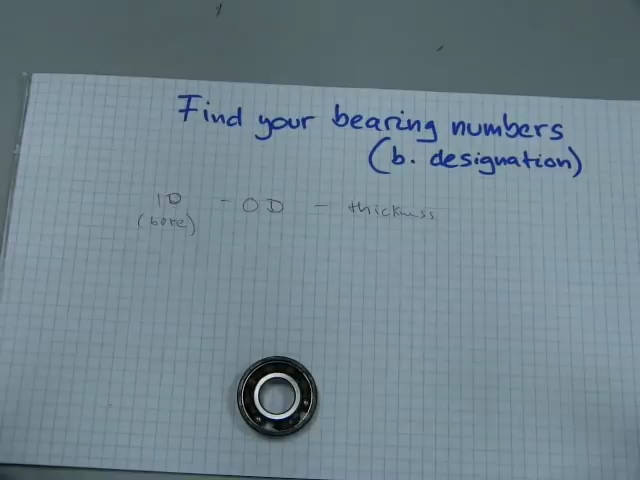 Find your bearing numbers
(b. designation)
ID - OD - thickness
(bore)